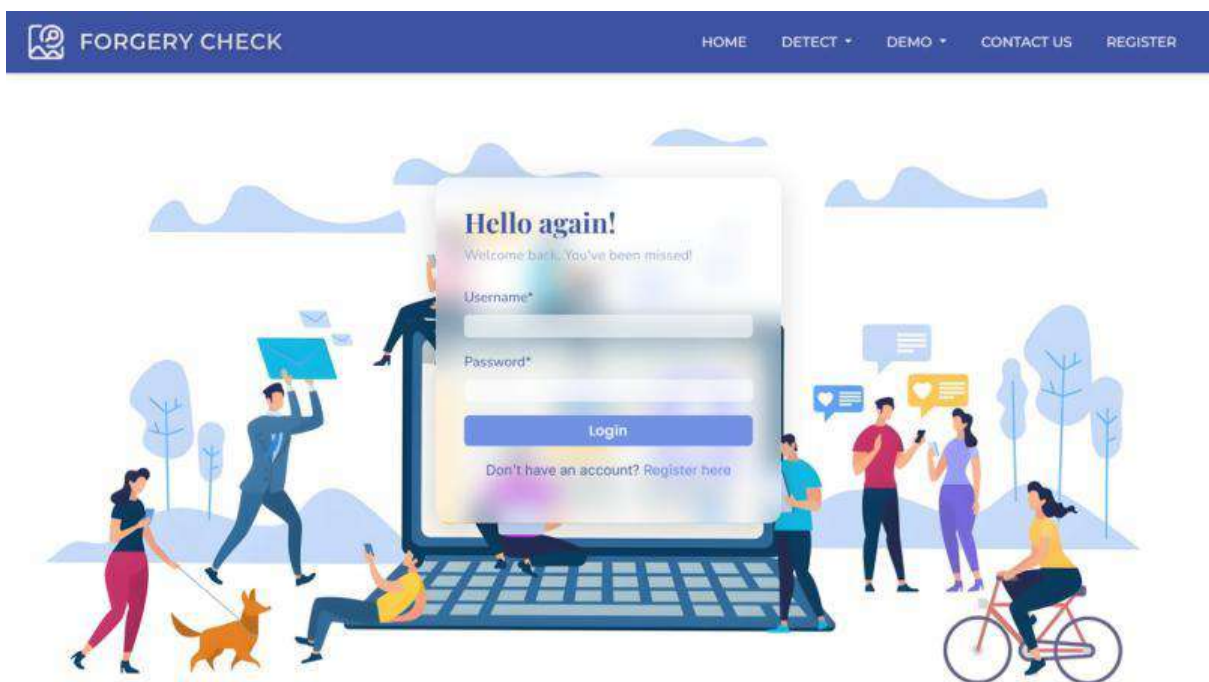 FORGERY CHECK
HOME DETECT DEMO CONTACT US REGISTER
Hello again!
Welcome back. You've been missed!
Username*
Password*
Login
Don't have an account? Register here